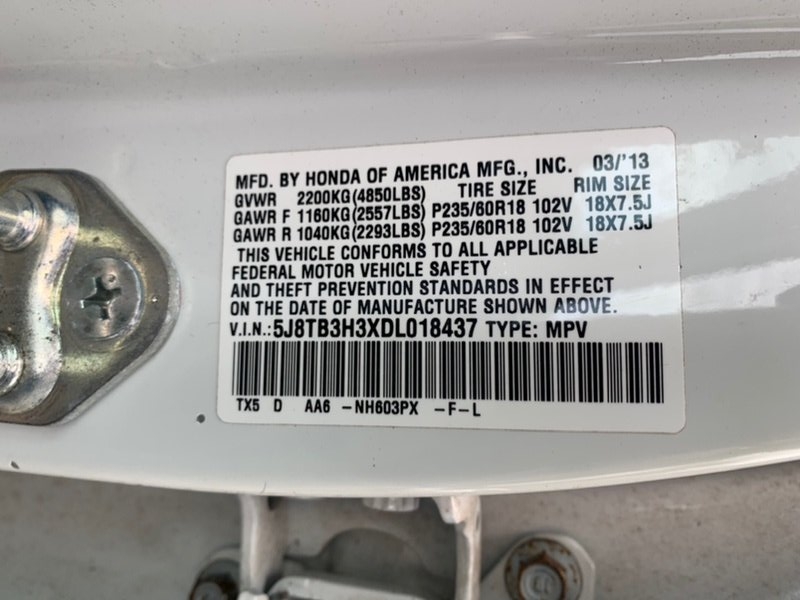 MFD. BY HONDA OF AMERICA MFG., INC. 03/'13
GVWR 2200KG(4850LBS) TIRE SIZE RIM SIZE
GAWR F 1160KG(2557LBS) P235/60R18 102V 18X7.5J
GAWR R 1040KG(2293LBS) P235/60R18 102V 18X7.5J
THIS VEHICLE CONFORMS TO ALL APPLICABLE
FEDERAL MOTOR VEHICLE SAFETY
AND THEFT PREVENTION STANDARDS IN EFFECT
ON THE DATE OF MANUFACTURE SHOWN ABOVE.
V.I.N.: 5J8TB3H3XDL018437 TYPE: MPV
TX5 D AA6 -NH603PX -F-L